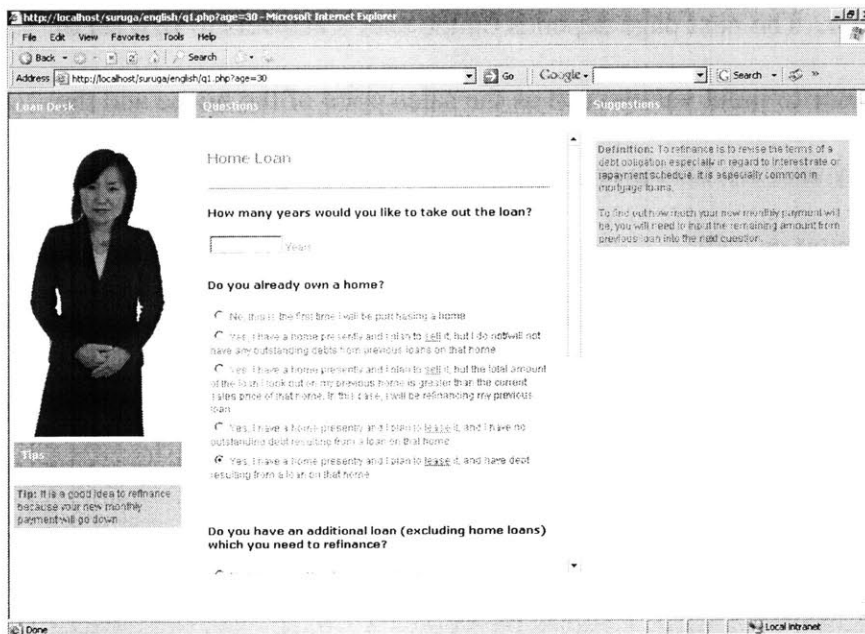 http://localhost/suruga/english/q1.php?age=30 - Microsoft Internet Explorer
File Edit View Favorites Tools Help
Back Search
Address http://localhost/suruga/english/q1.php?age=30 Go Google Search »
Loan Desk
Questions
Suggestions
Home Loan
How many years would you like to take out the loan?
Years
Do you already own a home?
No, this is the first time I will be purchasing a home
Yes, I have a home presently and I plan to sell it, but I do not/will not
have any outstanding debts from previous loans on that home
Yes, I have a home presently and I plan to sell it, but the total amount
of the loan I took out on my previous home is greater than the current
sales price of that home. In this case, I will be refinancing my previous
loan
Yes, I have a home presently and I plan to lease it, and I have no
outstanding debt resulting from a loan on that home
Yes, I have a home presently and I plan to lease it, and have debt
resulting from a loan on that home
Do you have an additional loan (excluding home loans)
which you need to refinance?
Definition: To refinance is to revise the terms of a
debt obligation especially in regard to interest rate or
repayment schedule. It is especially common in
mortgage loans.
To find out how much your new monthly payment will
be, you will need to input the remaining amount from
previous loan into the next question.
Tips
Tip: It is a good idea to refinance
because your new monthly
payment will go down
Done
Local intranet